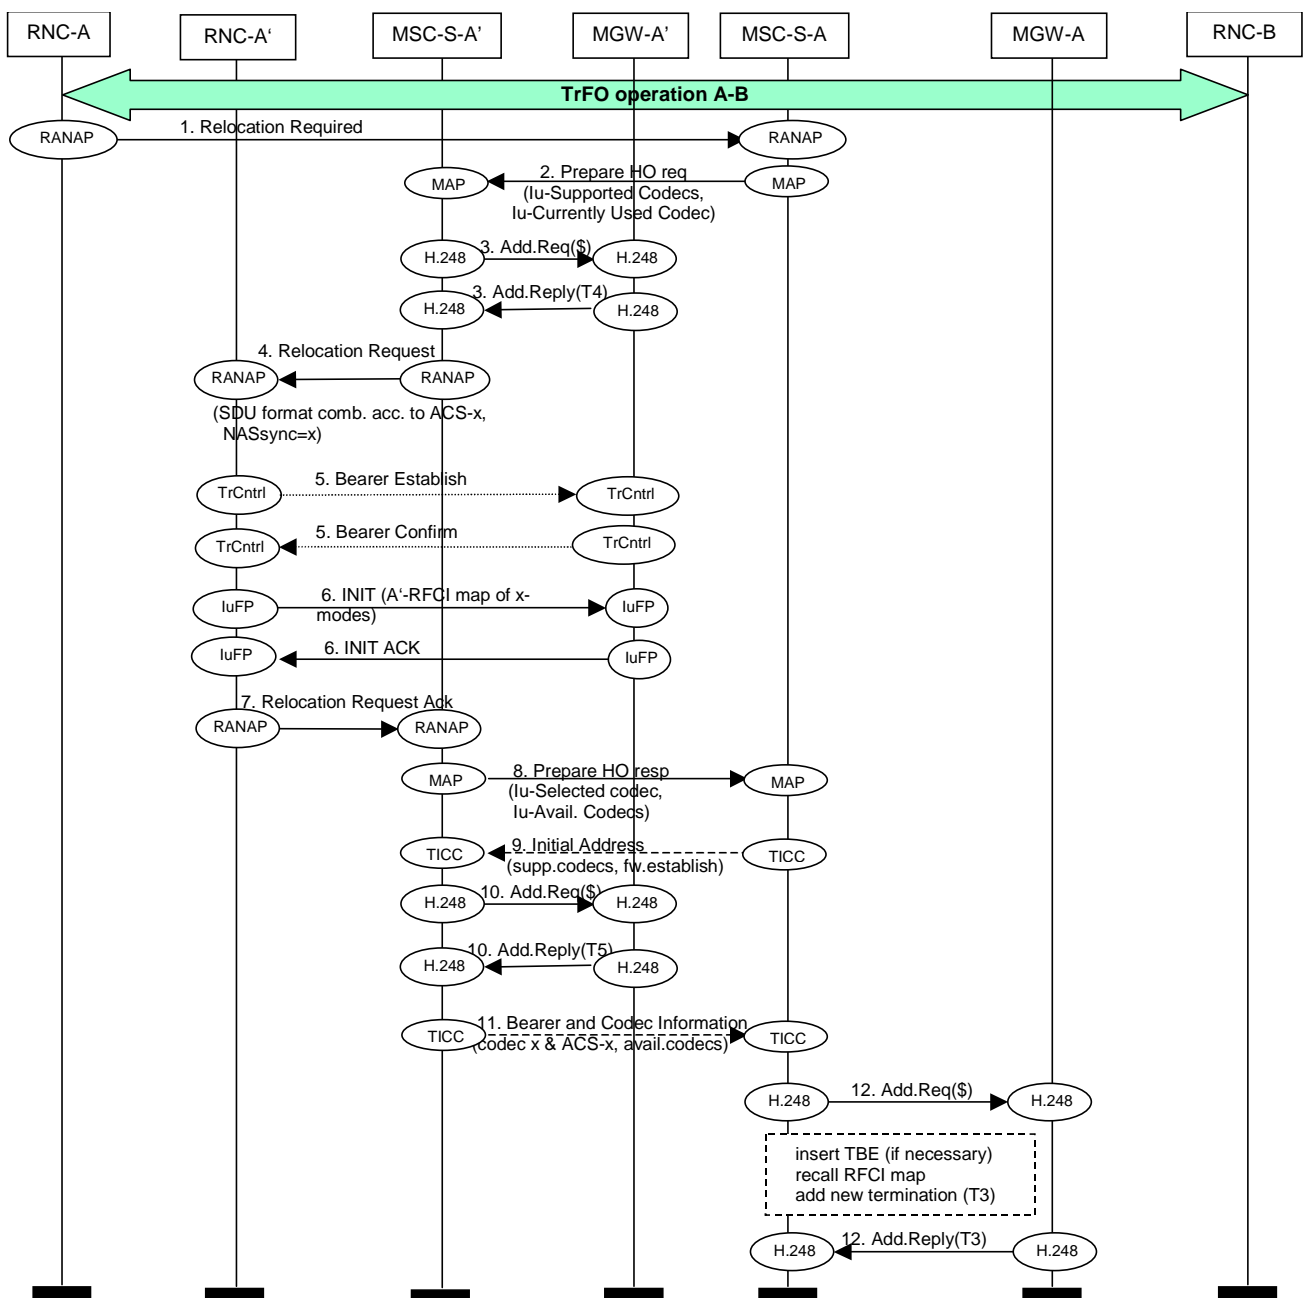 RNC-A
RNC-A‘
MSC-S-A’
MGW-A’
MSC-S-A
MGW-A
RNC-B
TrFO operation A-B
RANAP
1. Relocation Required
RANAP
MAP
2. Prepare HO req
(Iu-Supported Codecs,
Iu-Currently Used Codec)
MAP
H.248
3. Add.Req($)
H.248
H.248
3. Add.Reply(T4)
H.248
4. Relocation Request
RANAP
RANAP
(SDU format comb. acc. to ACS-x,
NASsync=x)
TrCntrl
5. Bearer Establish
TrCntrl
TrCntrl
5. Bearer Confirm
TrCntrl
IuFP
6. INIT (A‘-RFCI map of x-
modes)
IuFP
IuFP
6. INIT ACK
IuFP
7. Relocation Request Ack
RANAP
RANAP
MAP
8. Prepare HO resp
(Iu-Selected codec,
Iu-Avail. Codecs)
MAP
TICC
9. Initial Address
(supp.codecs, fw.establish)
TICC
H.248
10. Add.Req($)
H.248
H.248
10. Add.Reply(T5)
H.248
TICC
11. Bearer and Codec Information
(codec x & ACS-x, avail.codecs)
TICC
H.248
12. Add.Req($)
H.248
insert TBE (if necessary)
recall RFCI map
add new termination (T3)
H.248
12. Add.Reply(T3)
H.248